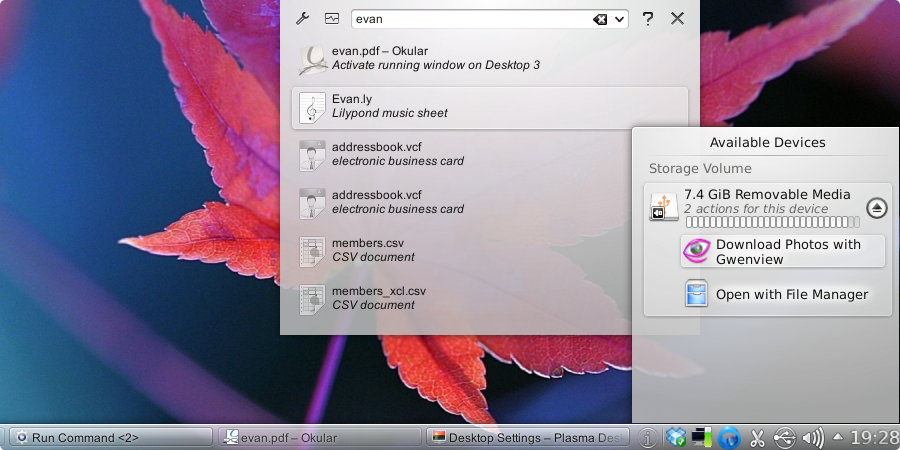 evan
?
evan.pdf – Okular
Activate running window on Desktop 3
Evan.ly
Lilypond music sheet
addressbook.vcf
electronic business card
addressbook.vcf
electronic business card
members.csv
CSV document
members_xcl.csv
CSV document
Available Devices
Storage Volume
7.4 GiB Removable Media
2 actions for this device
Download Photos with
Gwenview
Open with File Manager
Run Command <2>
evan.pdf – Okular
Desktop Settings – Plasma Des
19:28